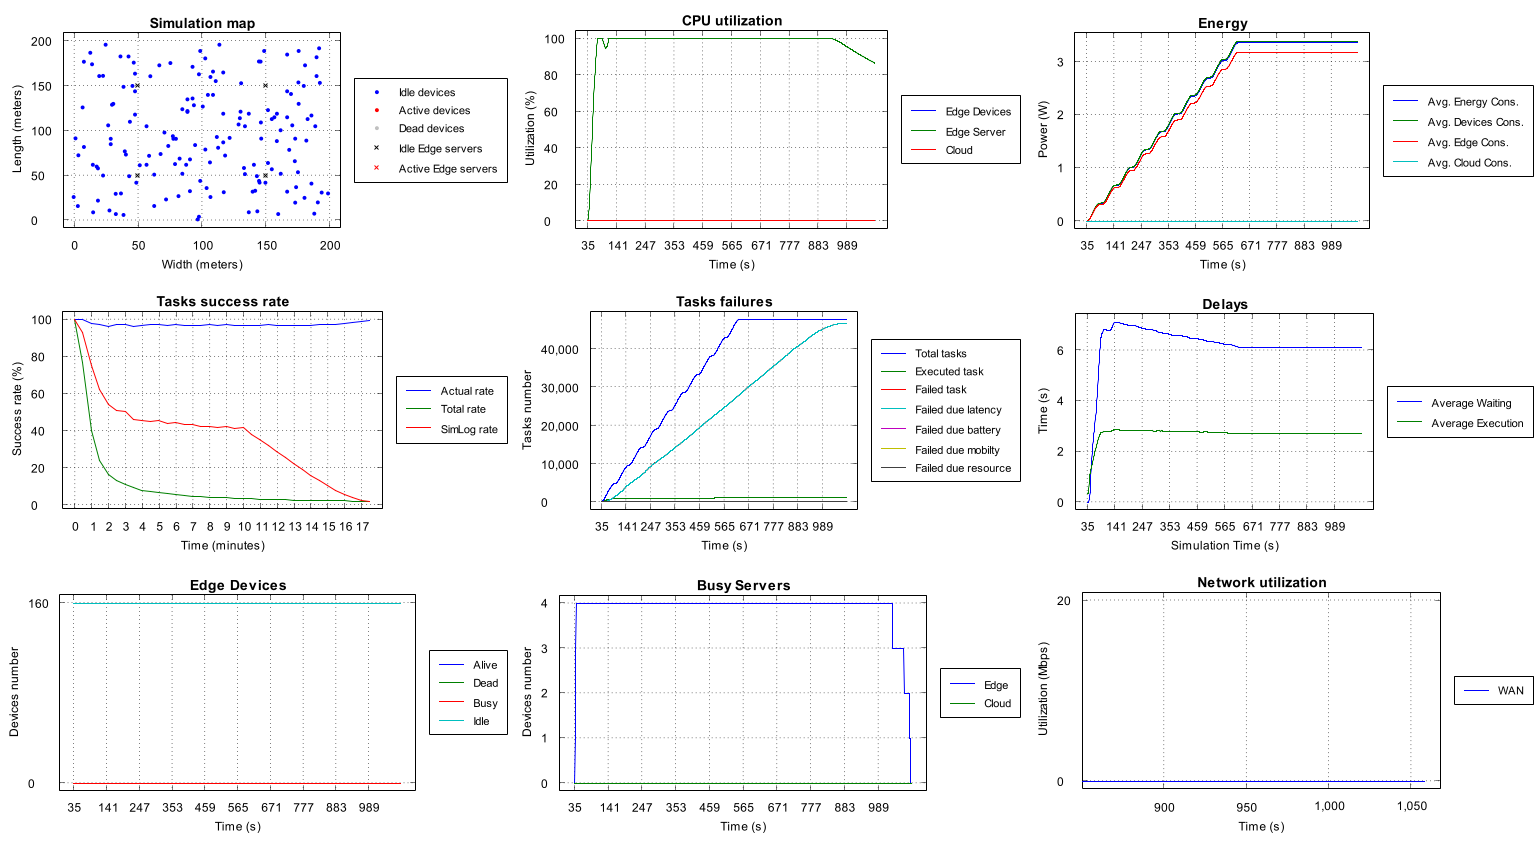 Simulation map
Length (meters)
200
150
100
50
0
0 50 100 150 200
Width (meters)
Idle devices
Active devices
Dead devices
Idle Edge servers
Active Edge servers
CPU utilization
Utilization (%)
100
80
60
40
20
0
35 141 247 353 459 565 671 777 883 989
Time (s)
Edge Devices
Edge Server
Cloud
Energy
Power (W)
3
2
1
0
35 141 247 353 459 565 671 777 883 989
Time (s)
Avg. Energy Cons.
Avg. Devices Cons.
Avg. Edge Cons.
Avg. Cloud Cons.
Tasks success rate
Success rate (%)
100
80
60
40
20
0
0 1 2 3 4 5 6 7 8 9 10 11 12 13 14 15 16 17
Time (minutes)
Actual rate
Total rate
SimLog rate
Tasks failures
Tasks number
40,000
30,000
20,000
10,000
0
35 141 247 353 459 565 671 777 883 989
Time (s)
Total tasks
Executed task
Failed task
Failed due latency
Failed due battery
Failed due mobilty
Failed due resource
Delays
Time (s)
6
4
2
0
35 141 247 353 459 565 671 777 883 989
Simulation Time (s)
Average Waiting
Average Execution
Edge Devices
Devices number
160
0
35 141 247 353 459 565 671 777 883 989
Time (s)
Alive
Dead
Busy
Idle
Busy Servers
Devices number
4
3
2
1
0
35 141 247 353 459 565 671 777 883 989
Time (s)
Edge
Cloud
Network utilization
Utilization (Mbps)
20
0
900 950 1,000 1,050
Time (s)
WAN